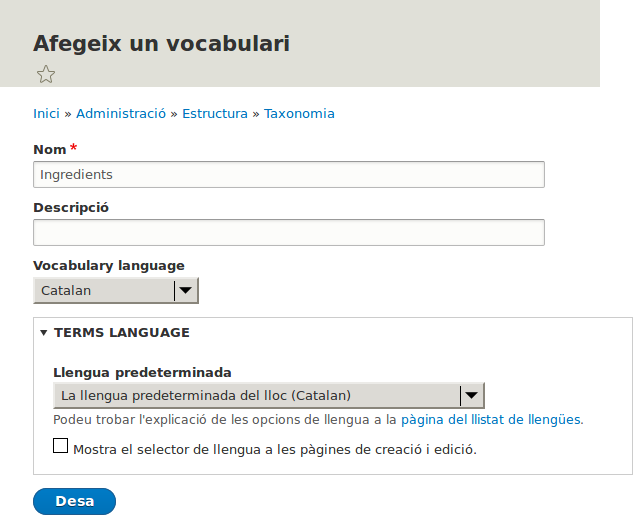 Afegeix un vocabulari
Inici » Administració » Estructura » Taxonomia
Nom *
Ingredients
Descripció
Vocabulary language
Catalan
TERMS LANGUAGE
Llengua predeterminada
La llengua predeterminada del lloc (Catalan)
Podeu trobar l'explicació de les opcions de llengua a la pàgina del llistat de llengües.
Mostra el selector de llengua a les pàgines de creació i edició.
Desa